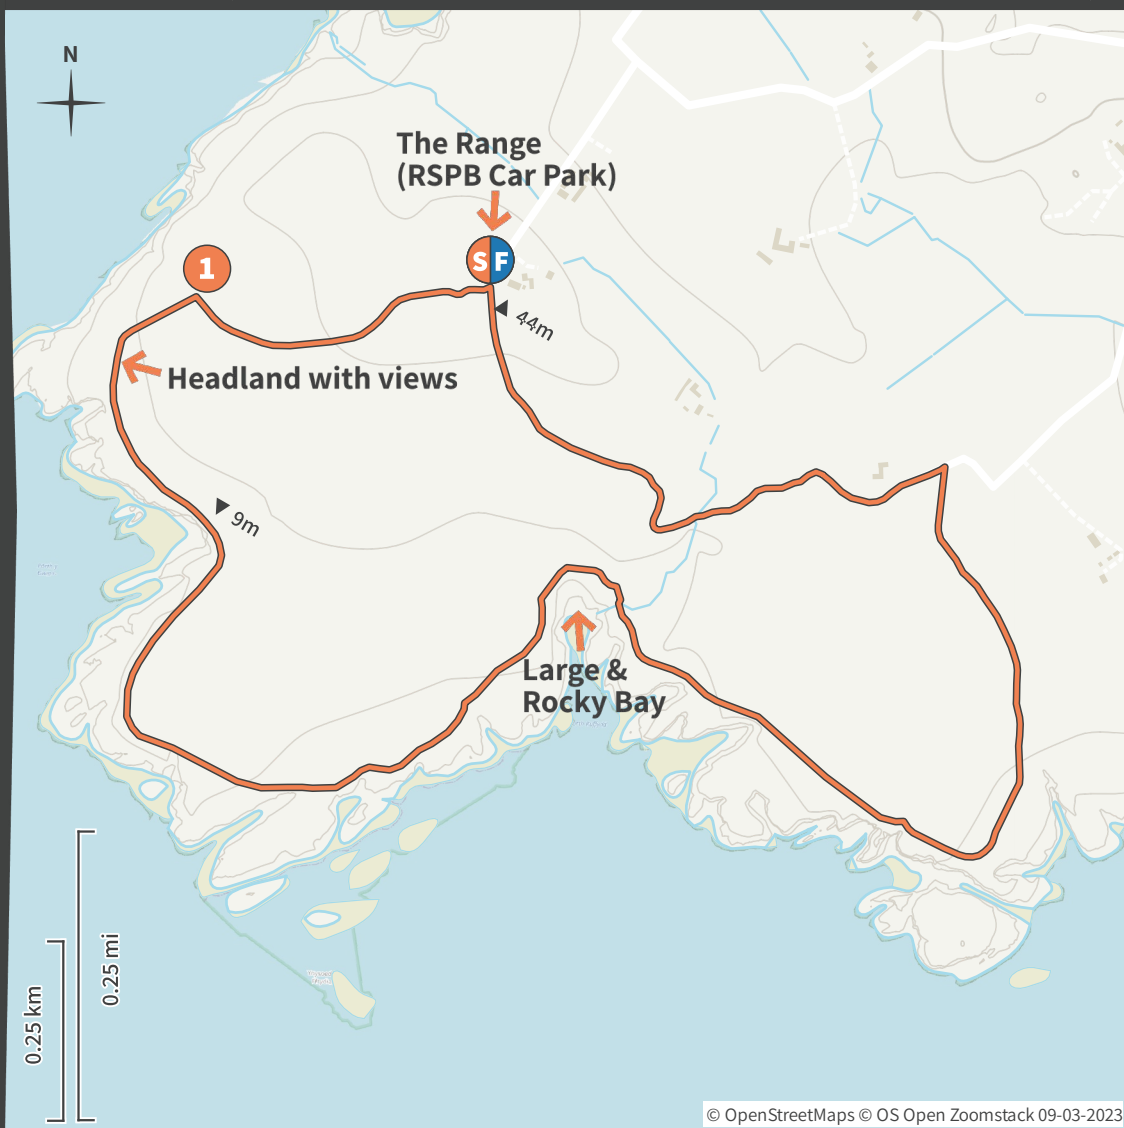 N
The Range
(RSPB Car Park)
S F
1
44m
Headland with views
9m
Large &
Rocky Bay
0.25 mi
0.25 km
© OpenStreetMaps © OS Open Zoomstack 09-03-2023